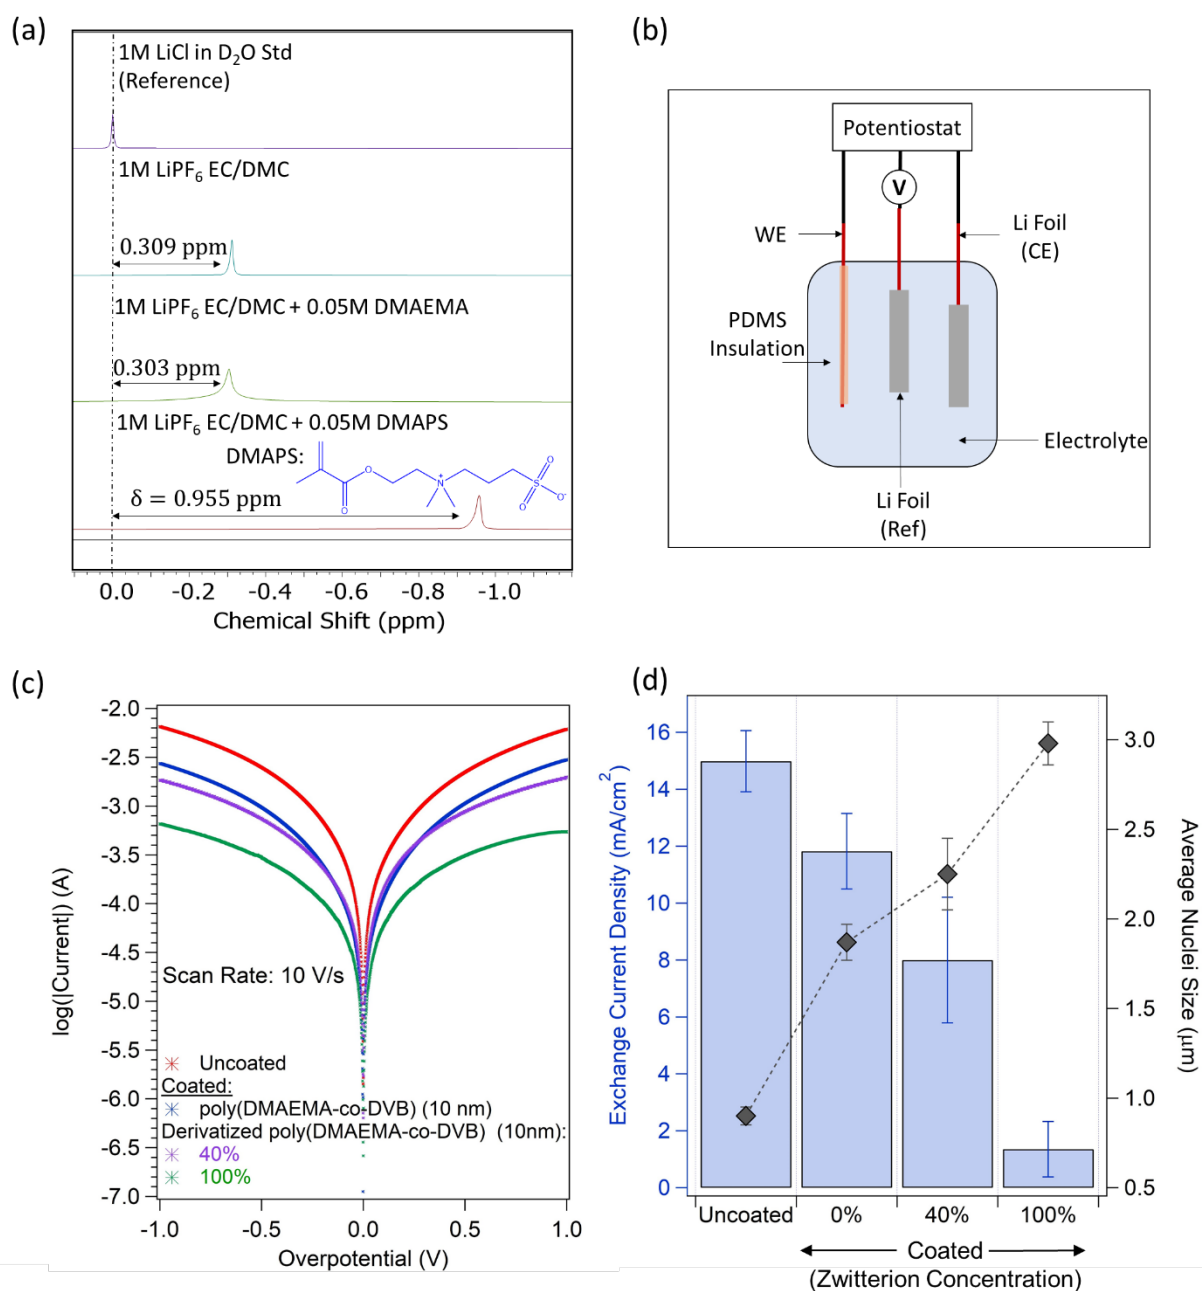 (a)
1M LiCl in D₂O Std
(Reference)
1M LiPF₆ EC/DMC
0.309 ppm
1M LiPF₆ EC/DMC + 0.05M DMAEMA
0.303 ppm
1M LiPF₆ EC/DMC + 0.05M DMAPS
DMAPS:
O
O
N⁺
O
S
O
O⁻
δ = 0.955 ppm
0.0 -0.2 -0.4 -0.6 -0.8 -1.0
Chemical Shift (ppm)
(b)
Potentiostat
V
WE
Li Foil
(CE)
PDMS
Insulation
Electrolyte
Li Foil
(Ref)
(c)
log(|Current|) (A)
-2.0
-2.5
-3.0
-3.5
-4.0
-4.5
-5.0
-5.5
-6.0
-6.5
-7.0
Scan Rate: 10 V/s
Uncoated
Coated:
poly(DMAEMA-co-DVB) (10 nm)
Derivatized poly(DMAEMA-co-DVB) (10nm):
40%
100%
-1.0 -0.5 0.0 0.5 1.0
Overpotential (V)
(d)
Exchange Current Density (mA/cm²)
16
14
12
10
8
6
4
2
0
3.0
2.5
2.0
1.5
1.0
0.5
Average Nuclei Size (μm)
Uncoated 0% 40% 100%
Coated
(Zwitterion Concentration)